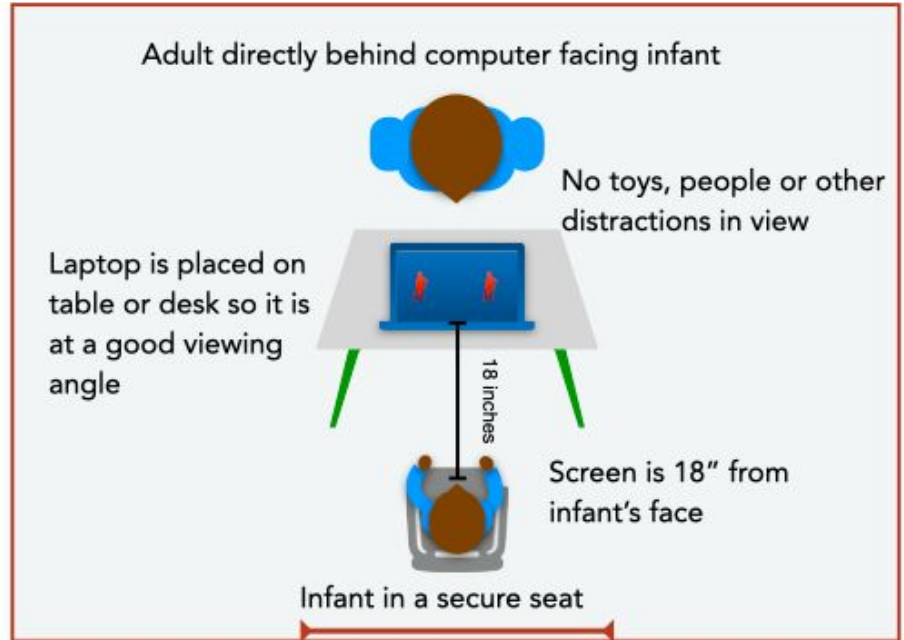 Adult directly behind computer facing infant
No toys, people or other
distractions in view
Laptop is placed on
table or desk so it is
at a good viewing
angle
18 inches
Screen is 18” from
infant’s face
Infant in a secure seat